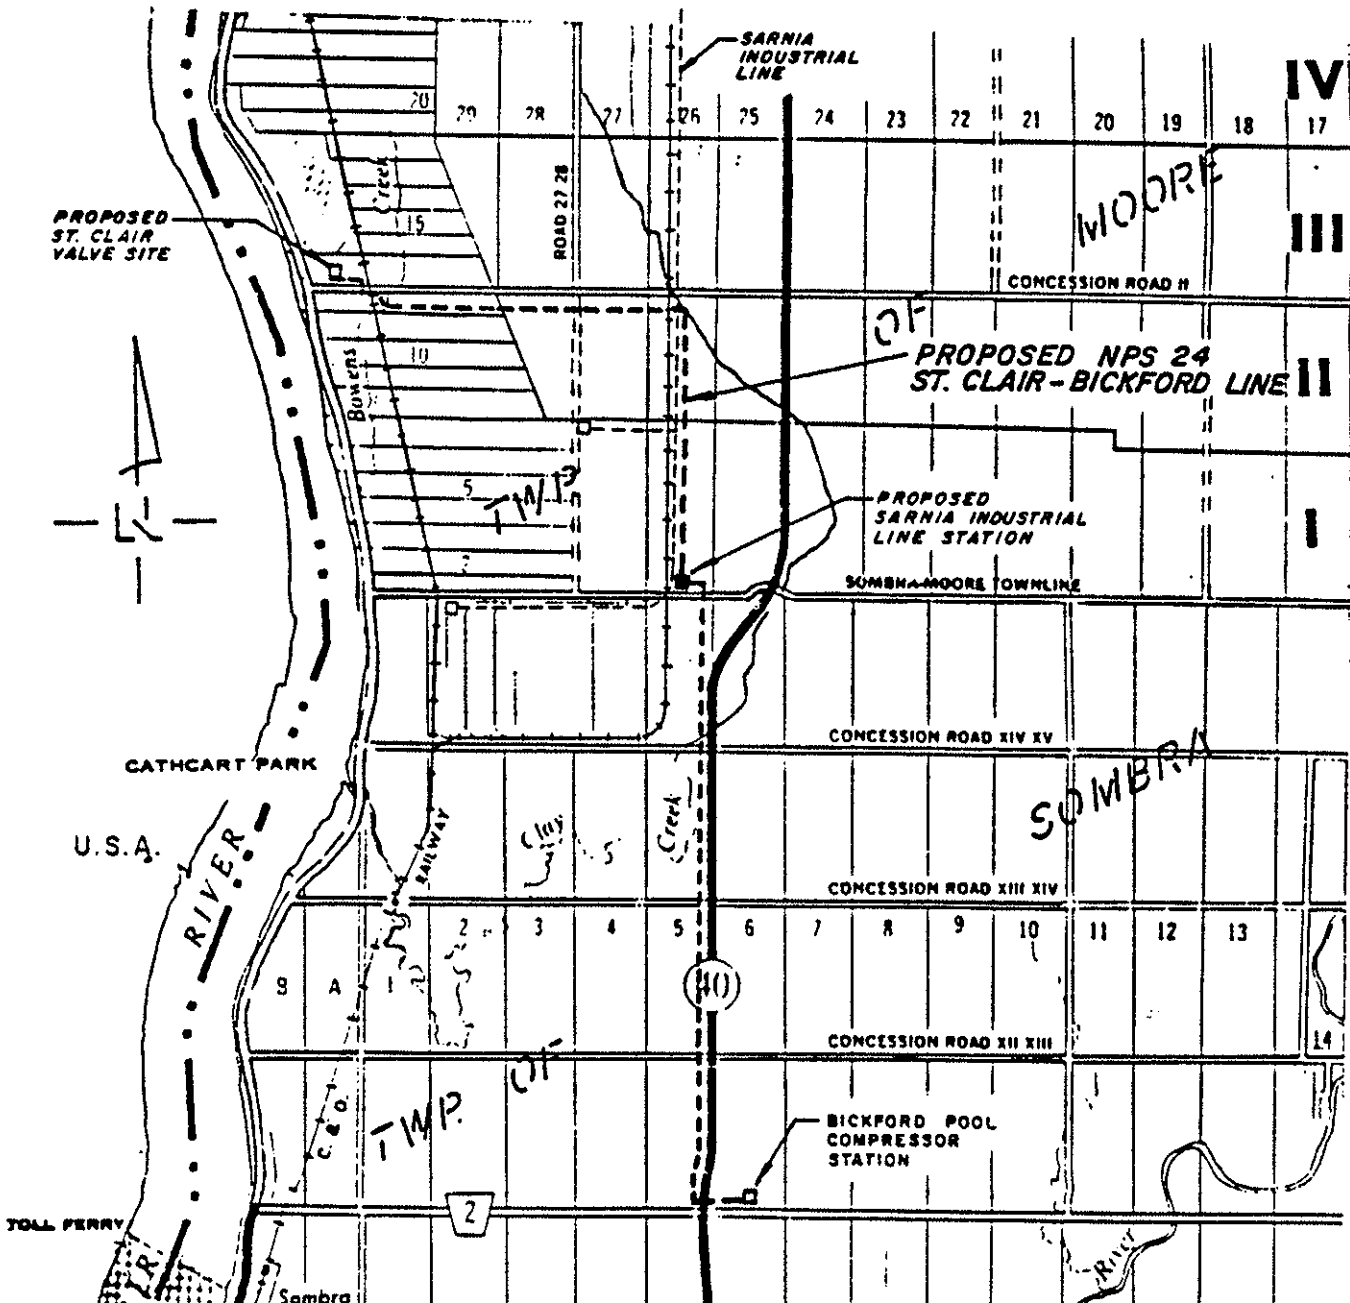 SARNIA
INDUSTRIAL
LINE
IV
20 29 28 27 26 25 24 23 22 21 20 19 18 17
Creek
MOORE
ROAD 27 28
PROPOSED
ST. CLAIR
VALVE SITE
15
III
CONCESSION ROAD II
OF
10
Bowens
PROPOSED NPS 24
ST. CLAIR-BICKFORD LINE
II
5
TWP
PROPOSED
SARNIA INDUSTRIAL
LINE STATION
I
SOMBRA-MOORE TOWNLINE
CONCESSION ROAD XIV XV
CATHCART PARK
SOMBRA
U.S.A.
RIVER
RAILWAY
Clay
Creek
CONCESSION ROAD XIII XIV
2 3 4 5 6 7 8 9 10 11 12 13
A 1
40
CONCESSION ROAD XII XIII
14
TWP. OF
C. & O.
BICKFORD POOL
COMPRESSOR
STATION
2
TOLL FERRY
River
Sombra